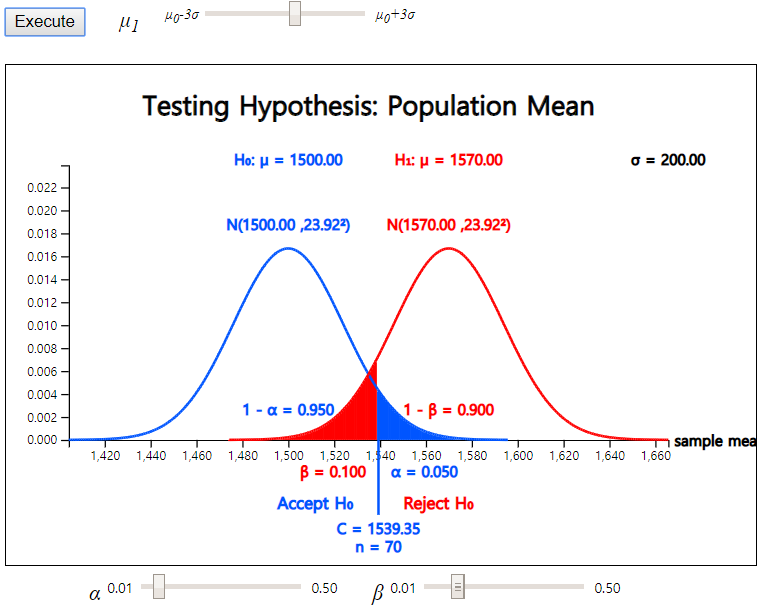 Execute μ1 μ0-3σ μ0+3σ
Testing Hypothesis: Population Mean
H₀: μ = 1500.00 H₁: μ = 1570.00 σ = 200.00
N(1500.00 ,23.92²) N(1570.00 ,23.92²)
0.022
0.020
0.018
0.016
0.014
0.012
0.010
0.008
0.006
0.004
0.002
0.000
1 - α = 0.950 1 - β = 0.900
sample mea
1,420 1,440 1,460 1,480 1,500 1,520 1,540 1,560 1,580 1,600 1,620 1,640 1,660
β = 0.100 α = 0.050
Accept H₀ Reject H₀
C = 1539.35
n = 70
α 0.01 0.50 β 0.01 0.50